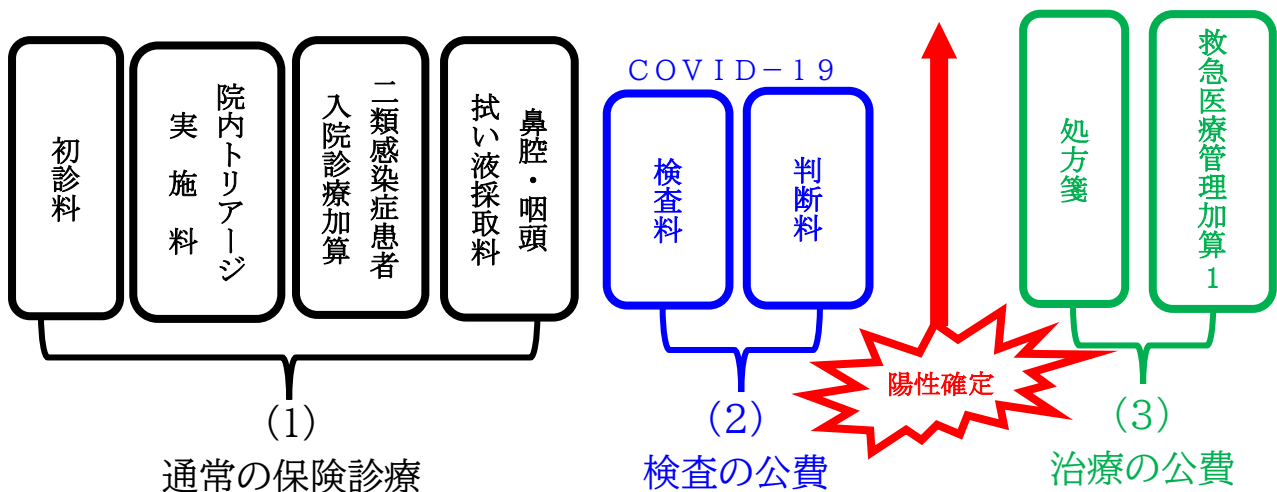 初診料
院内トリアージ
実施料
二類感染症患者
入院診療加算
鼻腔・咽頭
拭い液採取料
COVID-19
検査料
判断料
陽性確定
処方箋
救急医療管理加算1
(1)
通常の保険診療
(2)
検査の公費
(3)
治療の公費